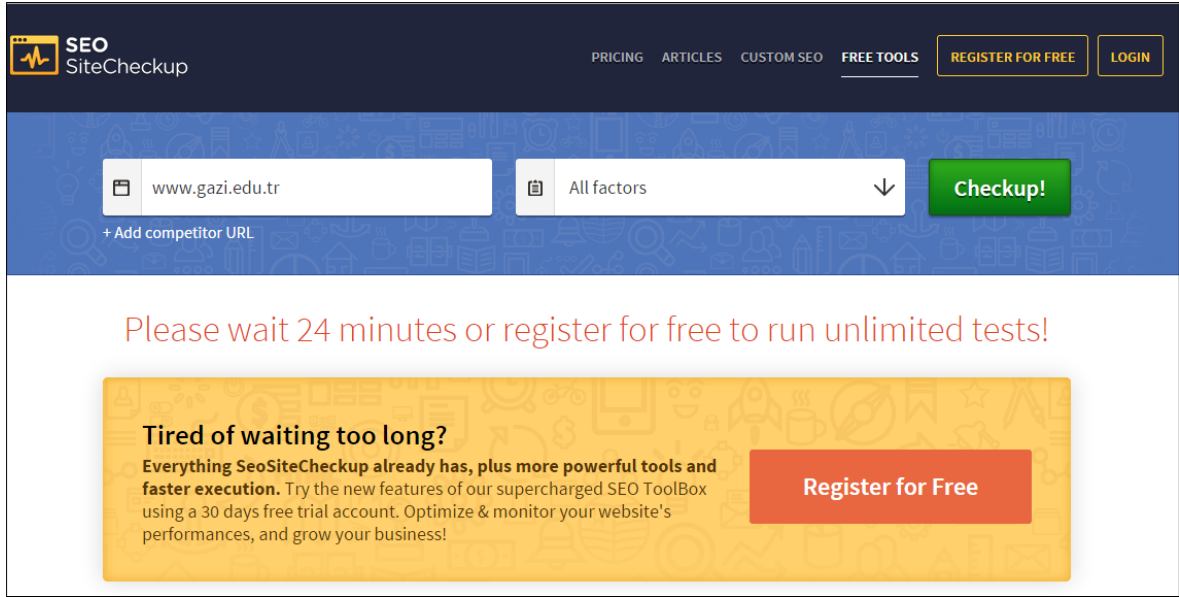 SEO
SiteCheckup
PRICING ARTICLES CUSTOM SEO FREE TOOLS REGISTER FOR FREE LOGIN
www.gazi.edu.tr All factors Checkup!
+ Add competitor URL
Please wait 24 minutes or register for free to run unlimited tests!
Tired of waiting too long?
Everything SeoSiteCheckup already has, plus more powerful tools and
faster execution. Try the new features of our supercharged SEO ToolBox
using a 30 days free trial account. Optimize & monitor your website's
performances, and grow your business!
Register for Free